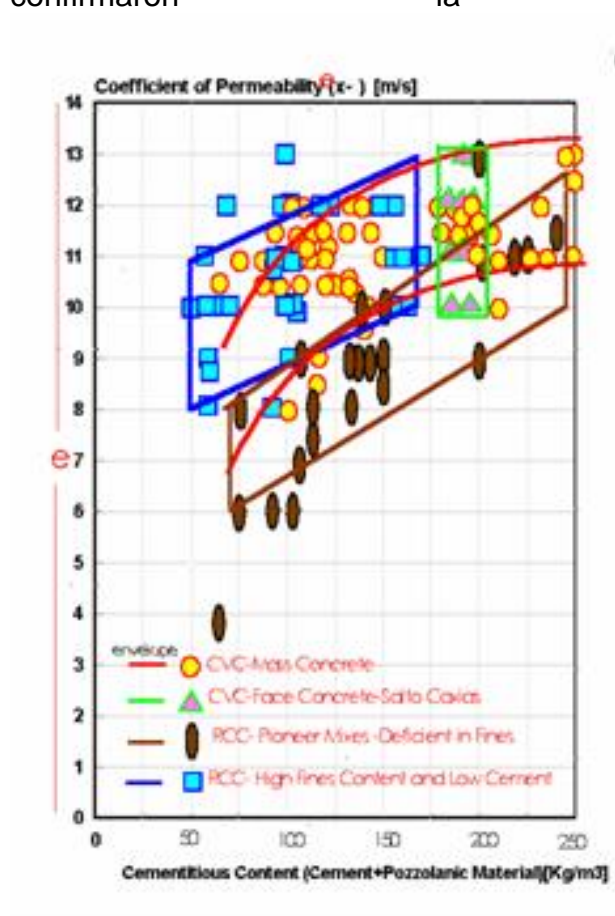 confirmaron la
Coefficient of Permeability (x- e) [m/s]
14
13
12
11
10
9
8
e
7
6
5
4
envelope
3 CVC-Mass Concrete
CVC-Face Concrete-Salto Caxias
2
RCC- Pioneer Mixes -Deficient in Fines
1 RCC- High Fines Content and Low Cement
0
0 50 100 150 200 250
Cementitious Content (Cement+Pozzolanic Material)[Kg/m3]